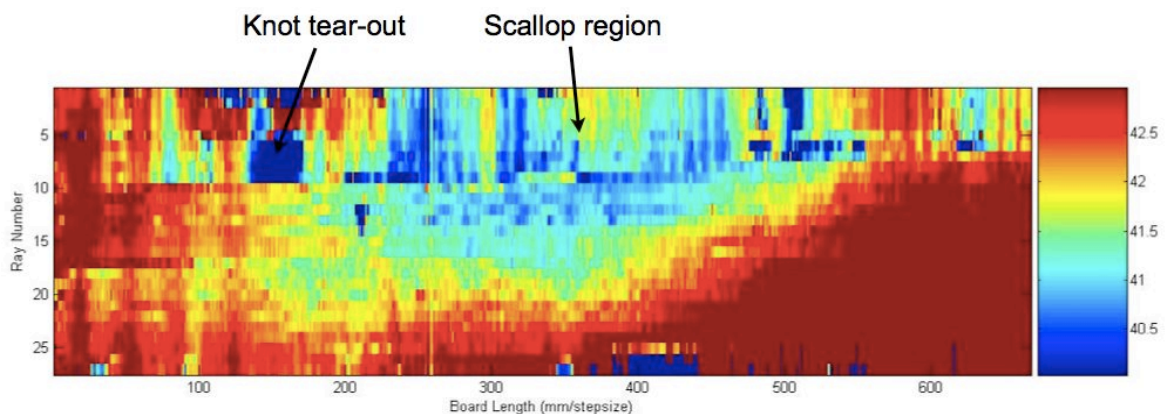 Knot tear-out Scallop region
5
10
15
20
25
Ray Number
100 200 300 400 500 600
Board Length (mm/stepsize)
42.5
42
41.5
41
40.5